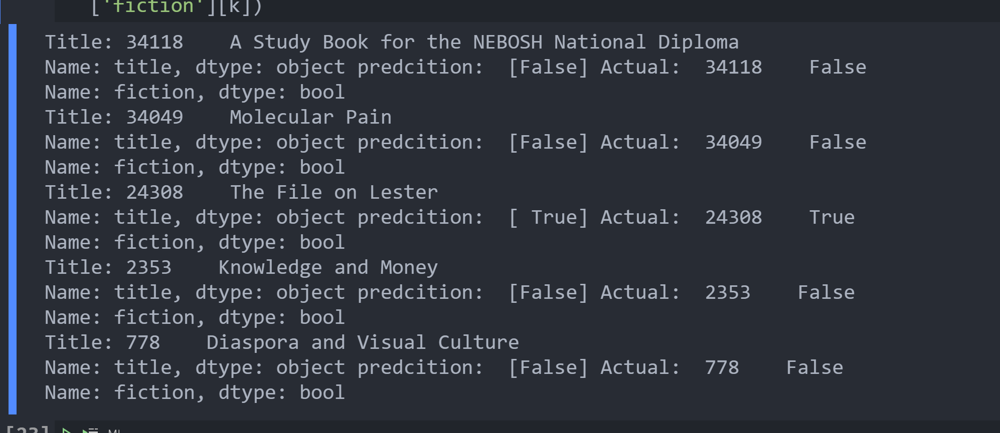 ['fiction'][k])
Title: 34118    A Study Book for the NEBOSH National Diploma
Name: title, dtype: object predcition:  [False] Actual:  34118    False
Name: fiction, dtype: bool
Title: 34049    Molecular Pain
Name: title, dtype: object predcition:  [False] Actual:  34049    False
Name: fiction, dtype: bool
Title: 24308    The File on Lester
Name: title, dtype: object predcition:  [ True] Actual:  24308    True
Name: fiction, dtype: bool
Title: 2353    Knowledge and Money
Name: title, dtype: object predcition:  [False] Actual:  2353    False
Name: fiction, dtype: bool
Title: 778    Diaspora and Visual Culture
Name: title, dtype: object predcition:  [False] Actual:  778    False
Name: fiction, dtype: bool
[23]